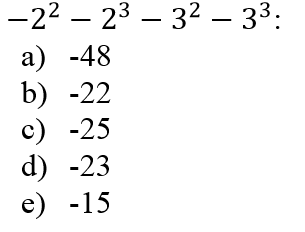 −2² − 2³ − 3² − 3³:
a) -48
b) -22
c) -25
d) -23
e) -15